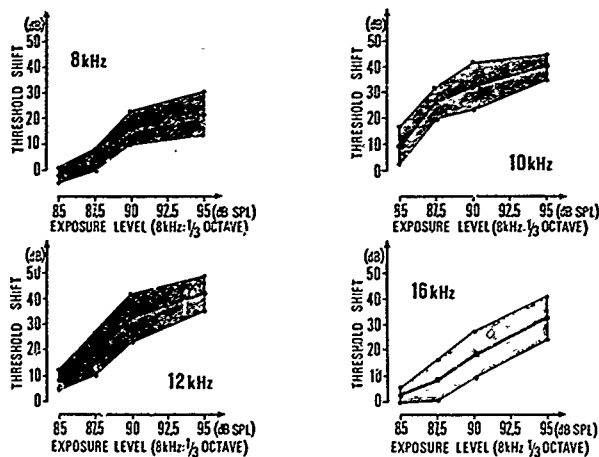 (dB)
THRESHOLD SHIFT
50
40
30
20
10
0
8kHz
85 87.5 90 92.5 95 (dB SPL)
EXPOSURE LEVEL (8kHz: 1/3 OCTAVE)
(dB)
THRESHOLD SHIFT
50
40
30
20
10
0
10kHz
85 87.5 90 92.5 95 (dB SPL)
EXPOSURE LEVEL (8kHz: 1/3 OCTAVE)
(dB)
THRESHOLD SHIFT
50
40
30
20
10
0
12kHz
85 87.5 90 92.5 95 (dB SPL)
EXPOSURE LEVEL (8kHz: 1/3 OCTAVE)
(dB)
THRESHOLD SHIFT
50
40
30
20
10
0
16kHz
85 87.5 90 92.5 95 (dB SPL)
EXPOSURE LEVEL (8kHz 1/3 OCTAVE)